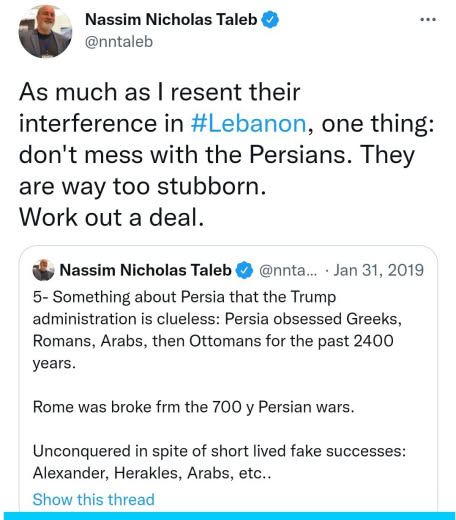 Nassim Nicholas Taleb
@nntaleb
As much as I resent their
interference in #Lebanon, one thing:
don't mess with the Persians. They
are way too stubborn.
Work out a deal.
Nassim Nicholas Taleb @nnta... · Jan 31, 2019
5- Something about Persia that the Trump
administration is clueless: Persia obsessed Greeks,
Romans, Arabs, then Ottomans for the past 2400
years.
Rome was broke frm the 700 y Persian wars.
Unconquered in spite of short lived fake successes:
Alexander, Herakles, Arabs, etc..
Show this thread